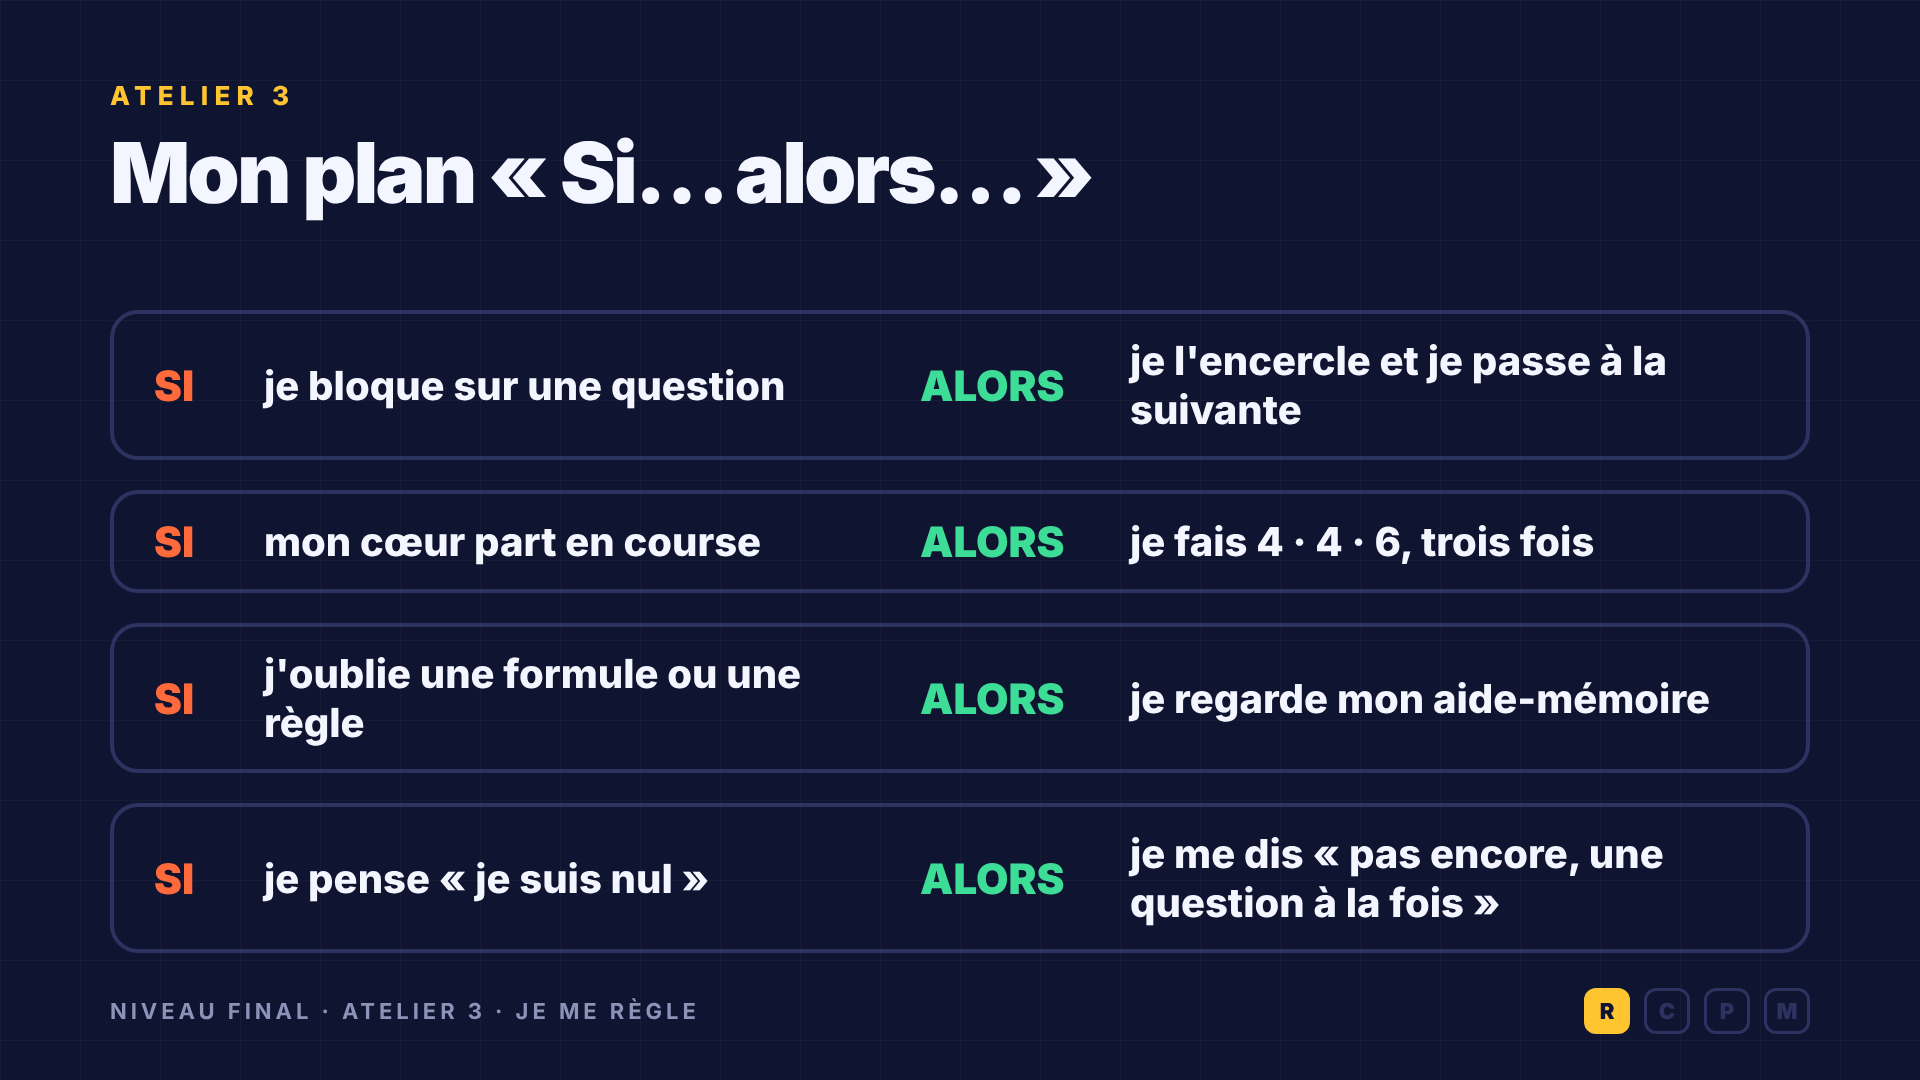 ATELIER 3
Mon plan « Si… alors… »
SI je bloque sur une question ALORS je l'encercle et je passe à la
suivante
SI mon cœur part en course ALORS je fais 4 · 4 · 6, trois fois
SI j'oublie une formule ou une
règle ALORS je regarde mon aide-mémoire
SI je pense « je suis nul » ALORS je me dis « pas encore, une
question à la fois »
NIVEAU FINAL · ATELIER 3 · JE ME RÈGLE
R C P M